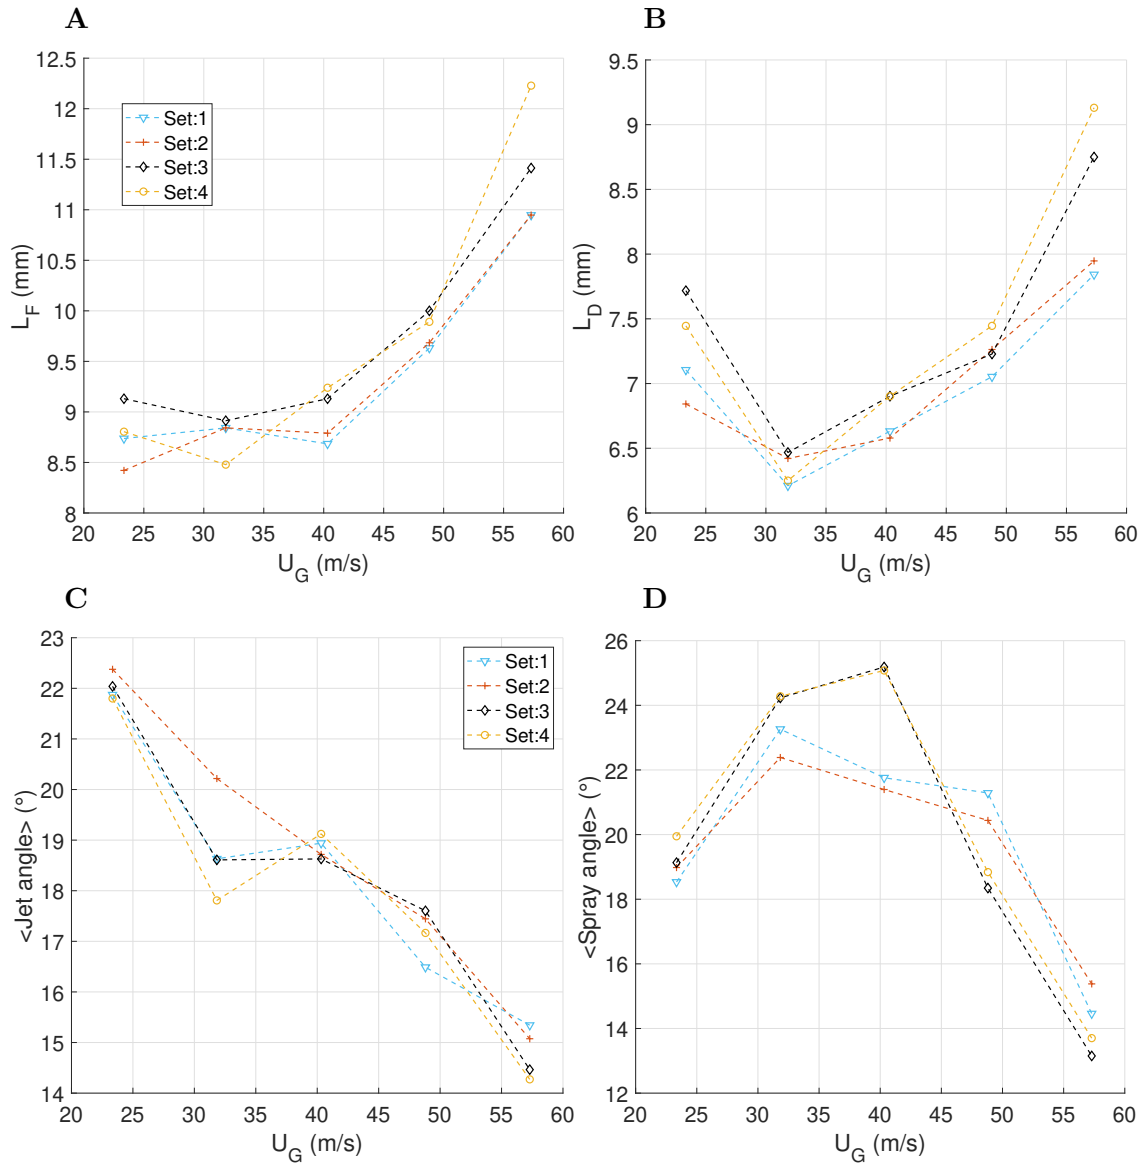 A
12.5
12
11.5
11
10.5
10
9.5
9
8.5
8
L_F (mm)
Set:1
Set:2
Set:3
Set:4
20 25 30 35 40 45 50 55 60
U_G (m/s)
B
9.5
9
8.5
8
7.5
7
6.5
6
L_D (mm)
20 25 30 35 40 45 50 55 60
U_G (m/s)
C
23
22
21
20
19
18
17
16
15
14
<Jet angle> (°)
Set:1
Set:2
Set:3
Set:4
20 25 30 35 40 45 50 55 60
U_G (m/s)
D
26
24
22
20
18
16
14
12
<Spray angle> (°)
20 25 30 35 40 45 50 55 60
U_G (m/s)